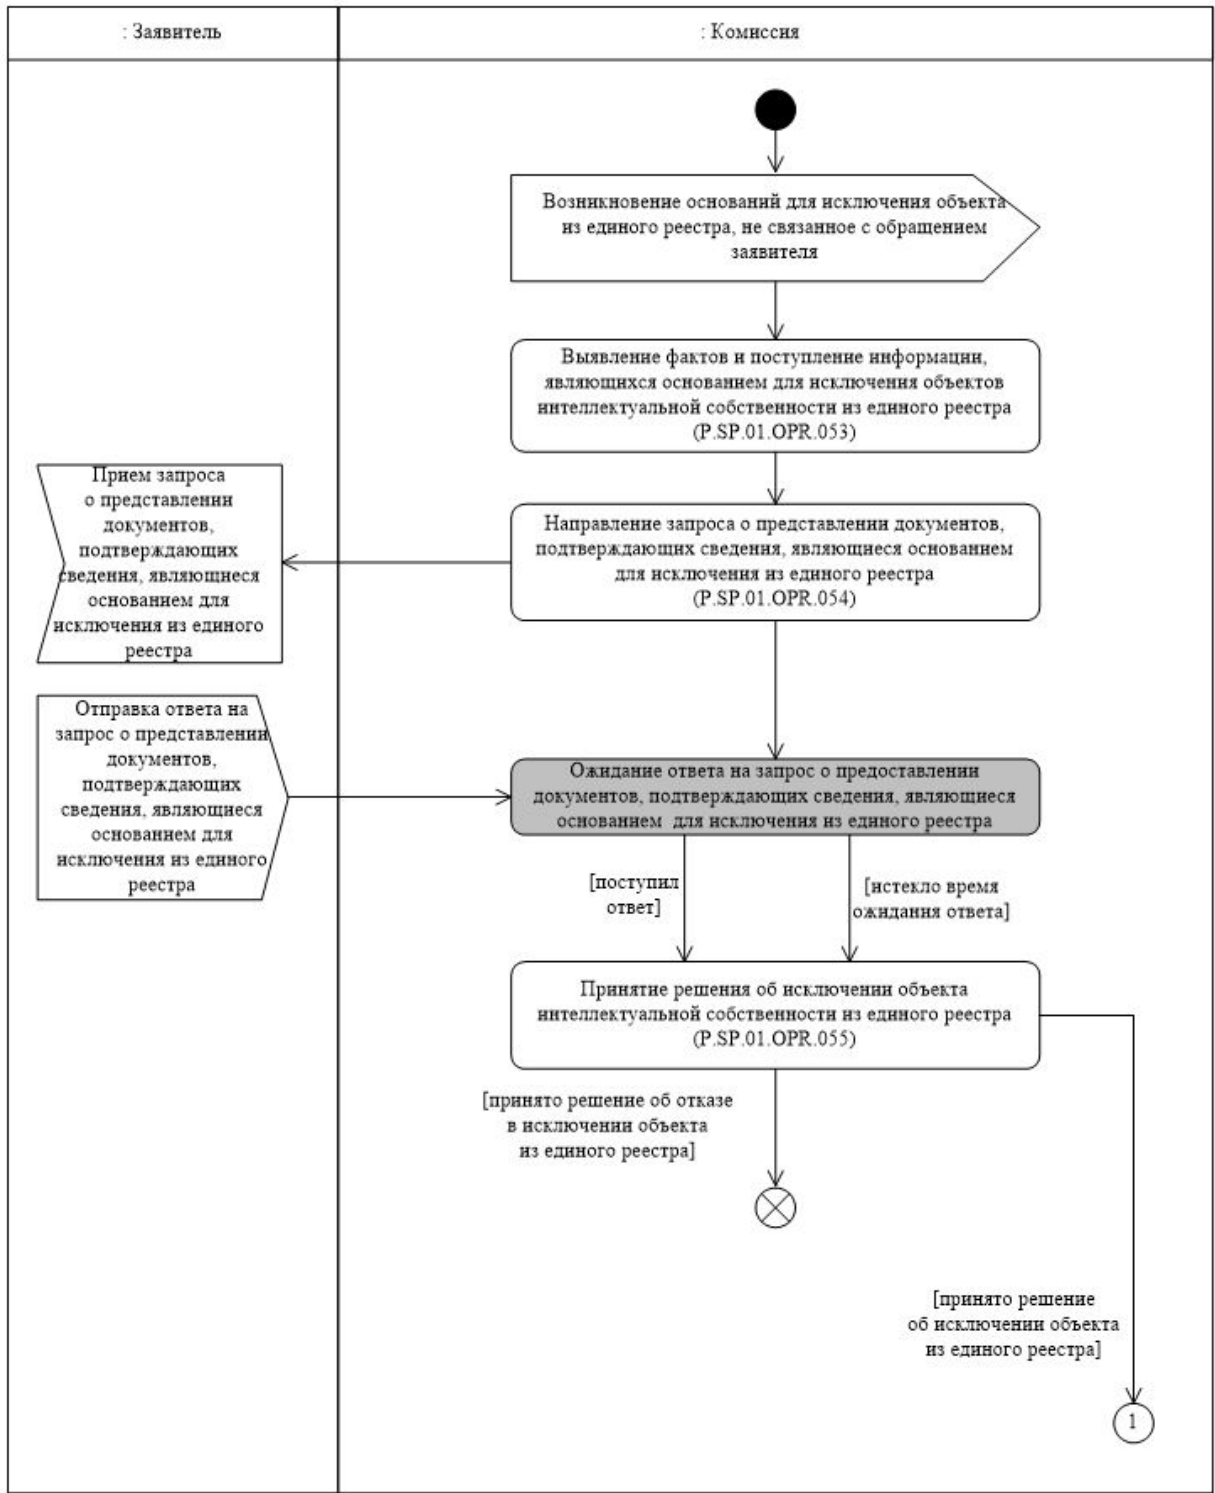 : Заявитель
: Комиссия
Возникновение оснований для исключения объекта
из единого реестра, не связанное с обращением
заявителя
Выявление фактов и поступление информации,
являющихся основанием для исключения объектов
интеллектуальной собственности из единого реестра
(P.SP.01.OPR.053)
Прием запроса
о представлении
документов,
подтверждающих
сведения, являющиеся
основанием для
исключения из единого
реестра
Направление запроса о представлении документов,
подтверждающих сведения, являющиеся основанием
для исключения из единого реестра
(P.SP.01.OPR.054)
Отправка ответа на
запрос о представлении
документов,
подтверждающих
сведения, являющиеся
основанием для
исключения из единого
реестра
Ожидание ответа на запрос о предоставлении
документов, подтверждающих сведения, являющиеся
основанием  для исключения из единого реестра
[поступил
ответ]
[истекло время
ожидания ответа]
Принятие решения об исключении объекта
интеллектуальной собственности из единого реестра
(P.SP.01.OPR.055)
[принято решение об отказе
в исключении объекта
из единого реестра]
[принято решение
об исключении объекта
из единого реестра]
1